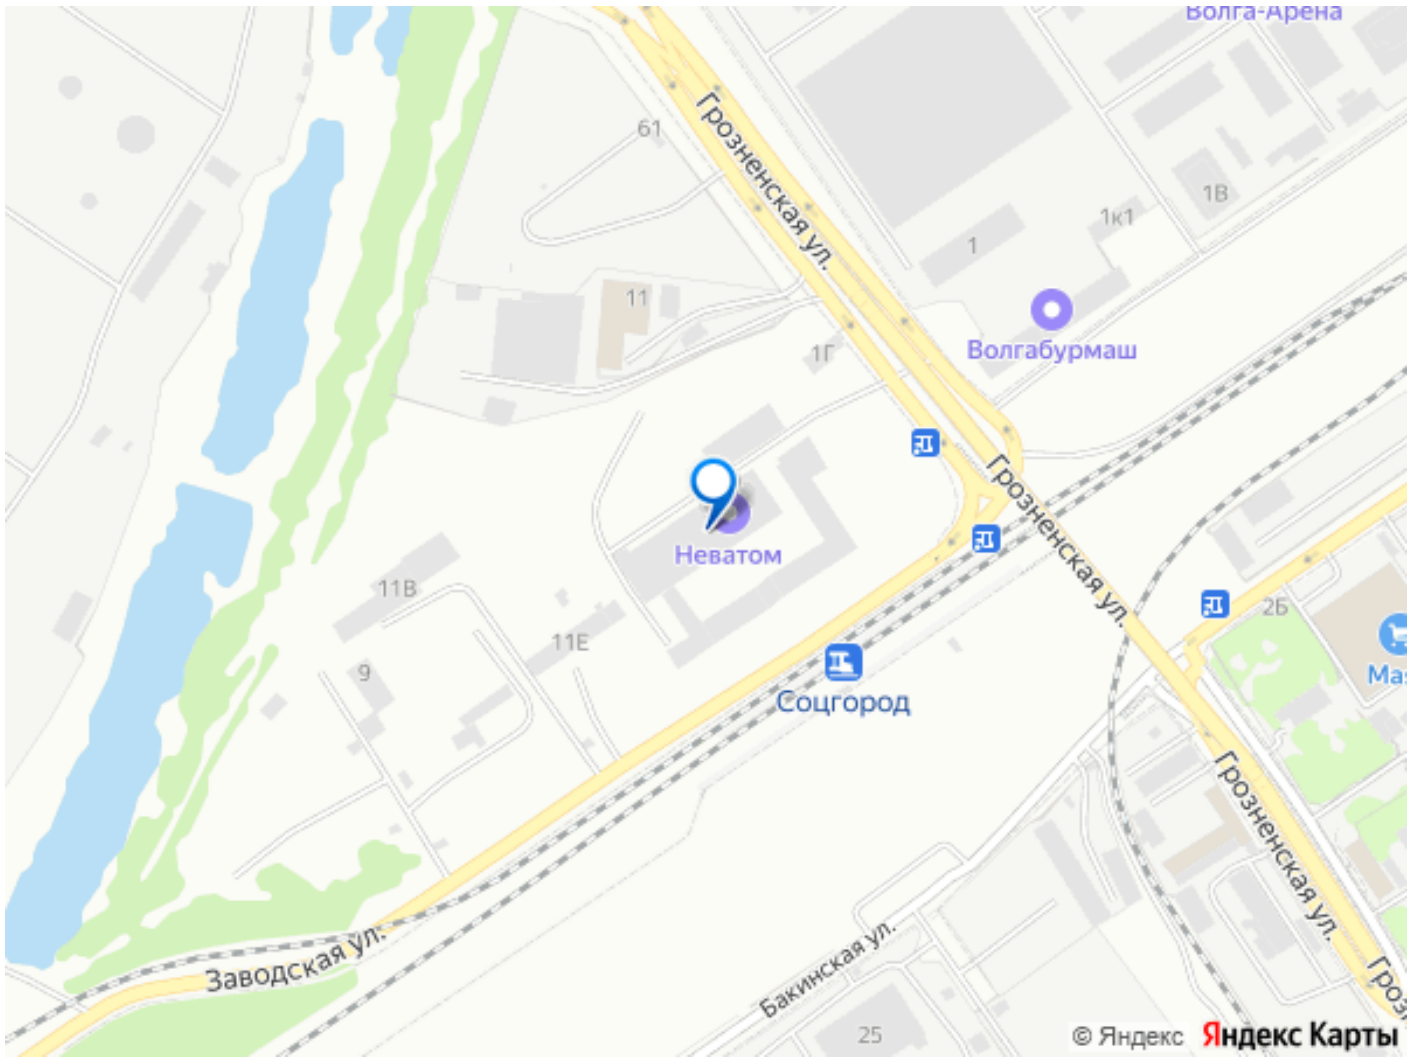 Волга-Арена
61
Грозненская ул.
1В
1к1
1
11
Волгабурмаш
1Г
Грозненская ул.
Неватом
11В
2Б
11Е
9
Соцгород
Грозненская ул.
Заводская ул.
Бакинская ул.
25
© Яндекс Яндекс Карты